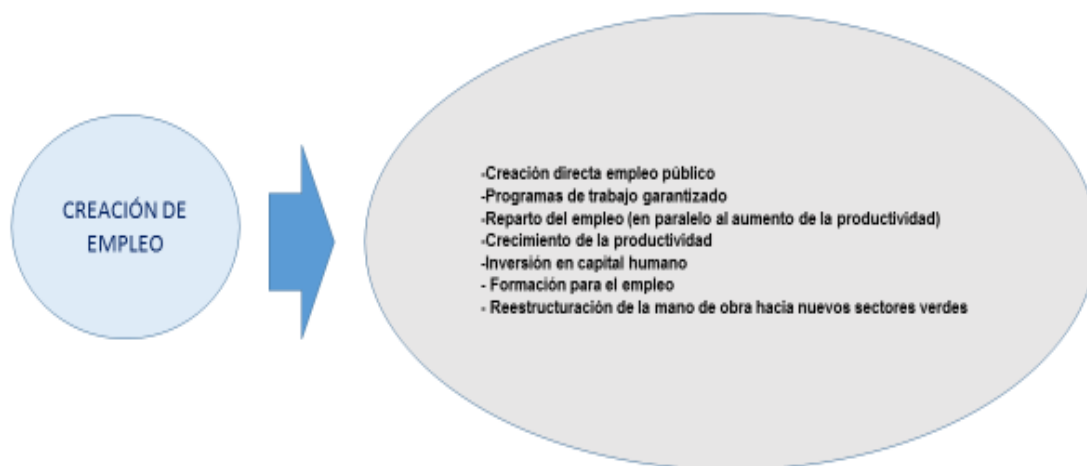 CREACIÓN DE
EMPLEO
-Creación directa empleo público
-Programas de trabajo garantizado
-Reparto del empleo (en paralelo al aumento de la productividad)
-Crecimiento de la productividad
-Inversión en capital humano
- Formación para el empleo
- Reestructuración de la mano de obra hacia nuevos sectores verdes